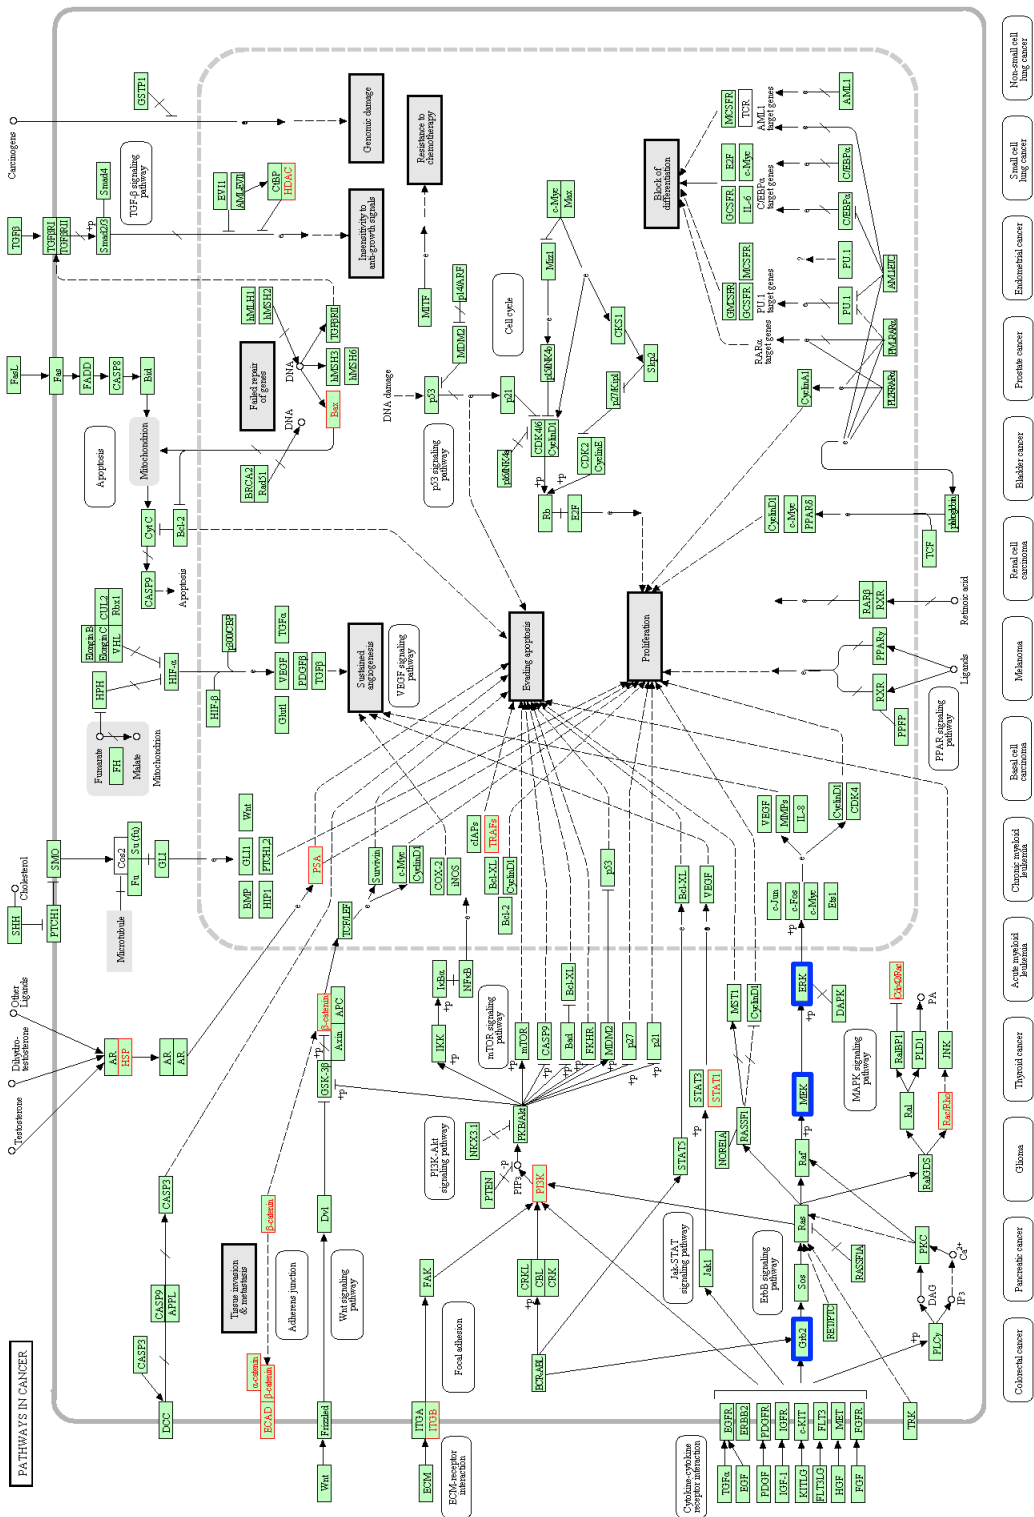 PATHWAYS IN CANCER
DCC
CASP3
CASP9
APPL
CASP3
ECAD
α-catenin
β-catenin
Tissue invasion
& metastasis
β-catenin
Adherens junction
Wnt signaling
pathway
Wnt
Frizzled
Dvl
GSK-3β
+p
+p
β-catenin
Axin
APC
TCF/LEF
ECM
ITGA
ITGB
ECM-receptor
interaction
Focal adhesion
FAK
PI3K-Akt
signaling pathway
PTEN
NKX3.1
PIP3
-p
PI3K
PKB/Akt
CRKL
CBL
CRK
+p
BCR-ABL
Cytokine-cytokine
receptor interaction
TGFα
EGF
PDGF
IGF-1
KITLG
FLT3LG
HGF
FGF
EGFR
ERBB2
PDGFR
IGFR
c-KIT
FLT3
MET
FGFR
TRK
Grb2
Sos
Ras
Raf
+p
MEK
+p
ERK
+p
RET/PTC
RASSF1A
ErbB signaling
pathway
Jak-STAT
signaling pathway
Jak1
STAT3
STAT1
+p
STAT5
NORE1A
RASSF1
MST1
CyclinD1
PLCγ
+p
DAG
IP3
PKC
Ca2+
RalGDS
Ral
RalBP1
PLD1
Cdc42/Rac
PA
Rac/Rho
JNK
MAPK signaling
pathway
DAPK
c-Jun
c-Fos
c-Myc
Ets1
VEGF
MMPs
IL-8
CyclinD1
CDK4
mTOR signaling
pathway
IKK
+p
IκBα
+p
NFκB
mTOR
CASP9
Bad
FKHR
MDM2
p27
p21
+p
+p
+p
+p
+p
+p
Bcl-XL
p53
Bcl-XL
VEGF
Testosterone
Dihydro-
testosterone
Other
Ligands
AR
HSP
AR
AR
PSA
SHH
Cholesterol
PTCH1
SMO
Microtubule
Cos2
Fu
Su (fu)
GLI
GLI1
Wnt
BMP
PTCH1,2
HIP1
Survivin
c-Myc
CyclinD1
COX-2
iNOS
cIAPs
TRAFs
Bcl-XL
CyclinD1
Bcl-2
Fumarate
FH
Malate
Mitochondrion
HPH
Elongin B
Elongin C
VHL
CUL2
Rbx1
HIF-α
HIF-β
p300/CBP
Glut1
VEGF
PDGFβ
TGFβ
TGFα
Sustained
angiogenesis
VEGF signaling
pathway
Evading apoptosis
Proliferation
FasL
Fas
FADD
CASP8
Bid
Mitochondrion
Apoptosis
CytC
Bcl-2
CASP9
Apoptosis
BRCA2
Rad51
DNA
Failed repair
of genes
Bax
DNA
hMLH1
hMSH2
hMSH3
hMSH6
TGFβRII
TGFβ
TGFβRI
TGFβRII
+p
Smad2/3
Smad4
TGF-β signaling
pathway
EVI1
AML-EVI1
CtBP
HDAC
Insensitivity to
anti-growth signals
Carcinogens
GSTP1
Genomic damage
Resistance to
chemotherapy
MITF
p14/ARF
MDM2
DNA damage
p53
p21
p53 signaling
pathway
Cell cycle
p16/INK4a
CDK4/6
CyclinD1
p15/INK4b
Miz1
c-Myc
Max
CKS1
Skp2
p27/Kip1
CDK2
CyclinE
+p
+p
Rb
E2F
Block of
differentiation
GMCSFR
GCSFR
MCSFR
GCSFR
IL-6
E2F
c-Myc
MCSFR
TCR
RARα
target genes
PU.1
target genes
C/EBPα
target genes
AML1
target genes
PU.1
PU.1
?
C/EBPα
C/EBPα
AML1
PLZF-RARα
PML-RARα
AML1-ETO
CyclinA1
CyclinD1
c-Myc
PPARδ
TCF
plakoglobin
RARβ
RXR
Retinoic acid
PPARγ
RXR
Ligands
PPFP
PPAR signaling
pathway
Colorectal cancer
Pancreatic cancer
Glioma
Thyroid cancer
Acute myeloid
leukemia
Chronic myeloid
leukemia
Basal cell
carcinoma
Melanoma
Renal cell
carcinoma
Bladder cancer
Prostate cancer
Endometrial cancer
Small cell
lung cancer
Non-small cell
lung cancer